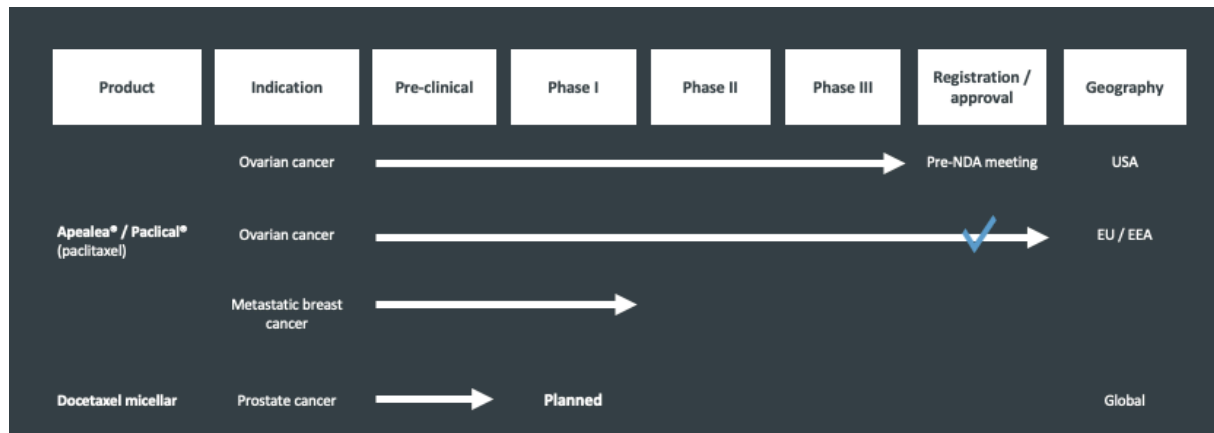 Product
Indication
Pre-clinical
Phase I
Phase II
Phase III
Registration /
approval
Geography
Ovarian cancer
Pre-NDA meeting
USA
Apealea® / Paclical®
(paclitaxel)
Ovarian cancer
EU / EEA
Metastatic breast
cancer
Docetaxel micellar
Prostate cancer
Planned
Global